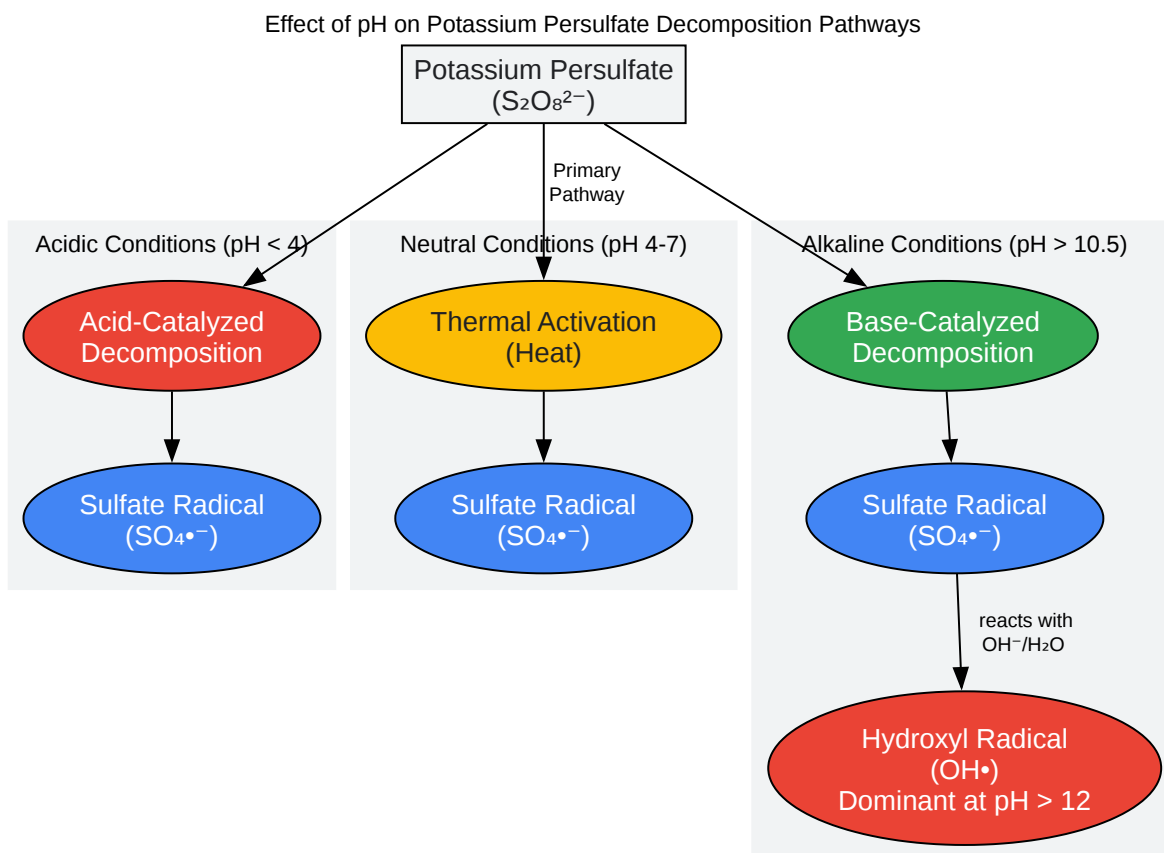 Effect of pH on Potassium Persulfate Decomposition Pathways
Potassium Persulfate
(S₂O₈²⁻)
Primary
Pathway
Acidic Conditions (pH < 4)
Neutral Conditions (pH 4-7)
Alkaline Conditions (pH > 10.5)
Acid-Catalyzed
Decomposition
Thermal Activation
(Heat)
Base-Catalyzed
Decomposition
Sulfate Radical
(SO₄•⁻)
Sulfate Radical
(SO₄•⁻)
Sulfate Radical
(SO₄•⁻)
reacts with
OH⁻/H₂O
Hydroxyl Radical
(OH•)
Dominant at pH > 12